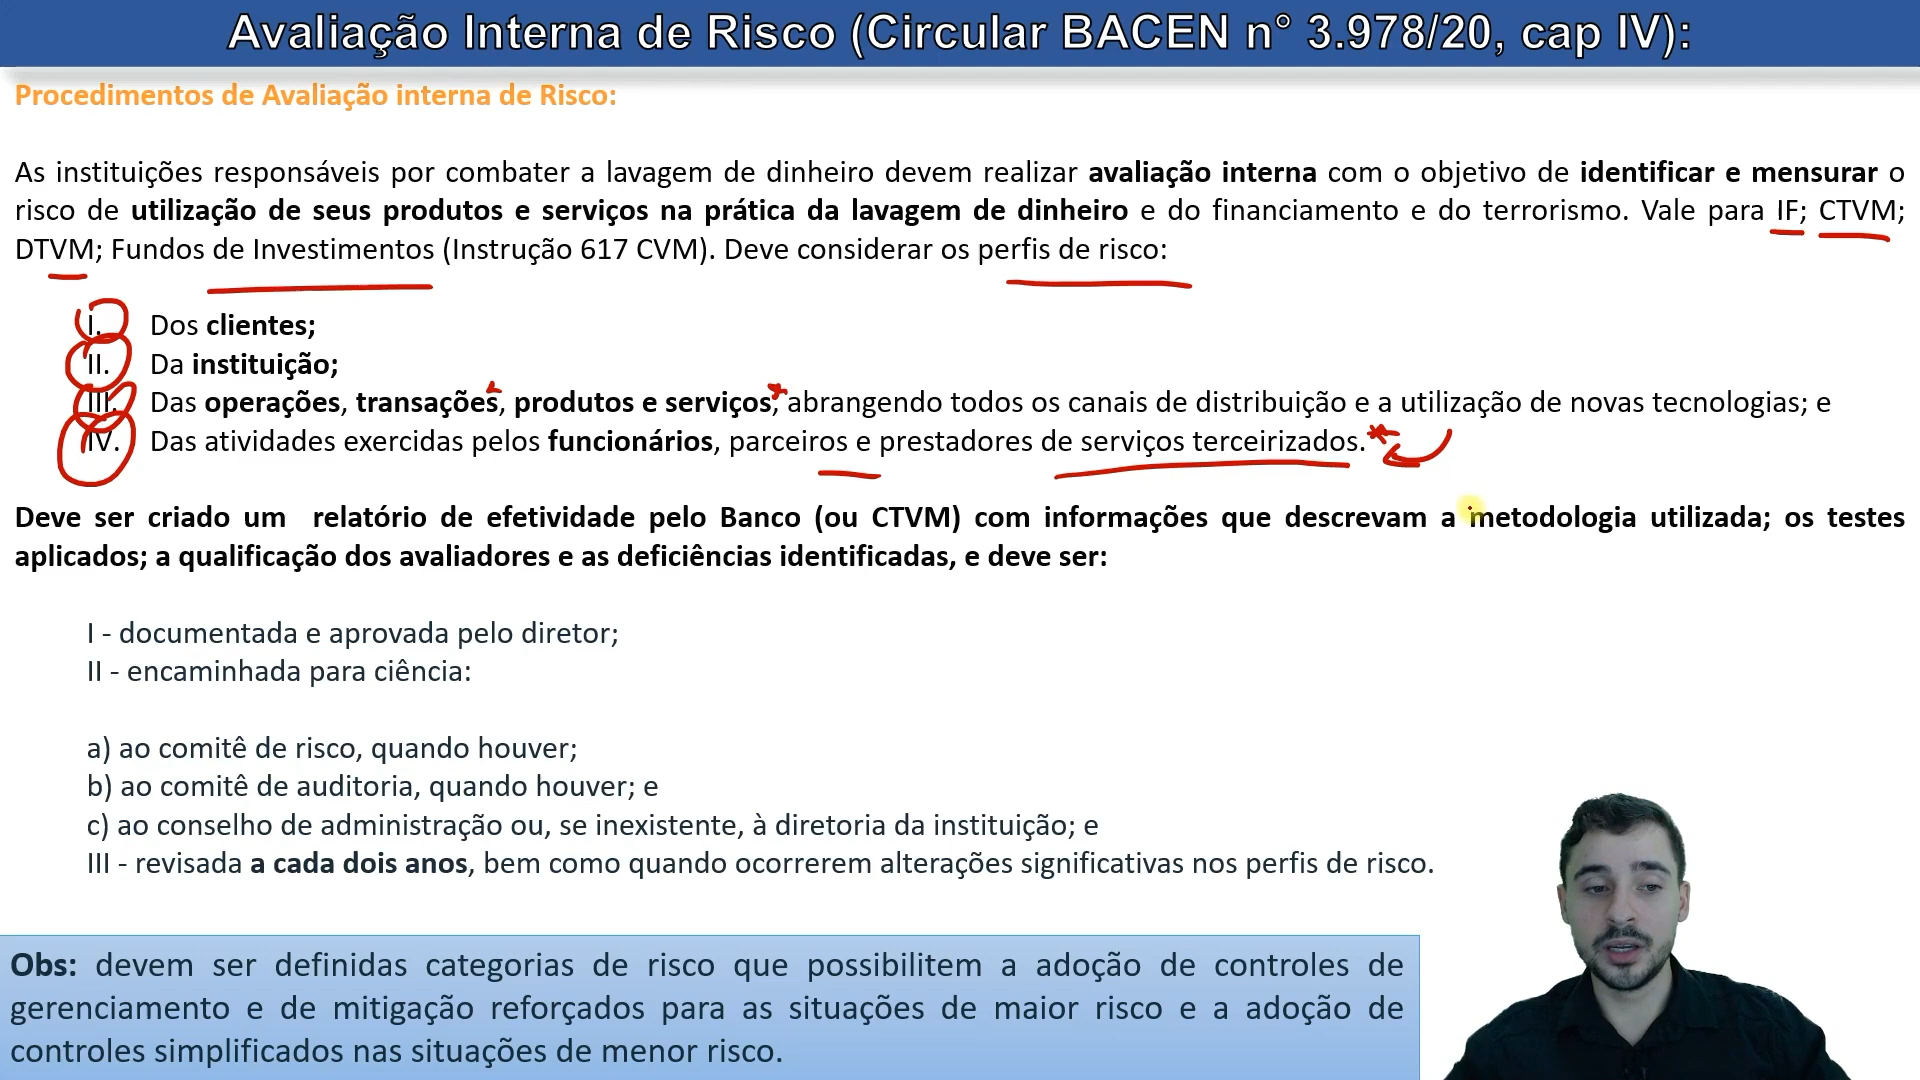 Avaliação Interna de Risco (Circular BACEN n° 3.978/20, cap IV):
Procedimentos de Avaliação interna de Risco:
As instituições responsáveis por combater a lavagem de dinheiro devem realizar avaliação interna com o objetivo de identificar e mensurar o
risco de utilização de seus produtos e serviços na prática da lavagem de dinheiro e do financiamento e do terrorismo. Vale para IF; CTVM;
DTVM; Fundos de Investimentos (Instrução 617 CVM). Deve considerar os perfis de risco:
I. Dos clientes;
II. Da instituição;
III. Das operações, transações, produtos e serviços, abrangendo todos os canais de distribuição e a utilização de novas tecnologias; e
IV. Das atividades exercidas pelos funcionários, parceiros e prestadores de serviços terceirizados.
Deve ser criado um relatório de efetividade pelo Banco (ou CTVM) com informações que descrevam a metodologia utilizada; os testes
aplicados; a qualificação dos avaliadores e as deficiências identificadas, e deve ser:
I - documentada e aprovada pelo diretor;
II - encaminhada para ciência:
a) ao comitê de risco, quando houver;
b) ao comitê de auditoria, quando houver; e
c) ao conselho de administração ou, se inexistente, à diretoria da instituição; e
III - revisada a cada dois anos, bem como quando ocorrerem alterações significativas nos perfis de risco.
Obs: devem ser definidas categorias de risco que possibilitem a adoção de controles de
gerenciamento e de mitigação reforçados para as situações de maior risco e a adoção de
controles simplificados nas situações de menor risco.